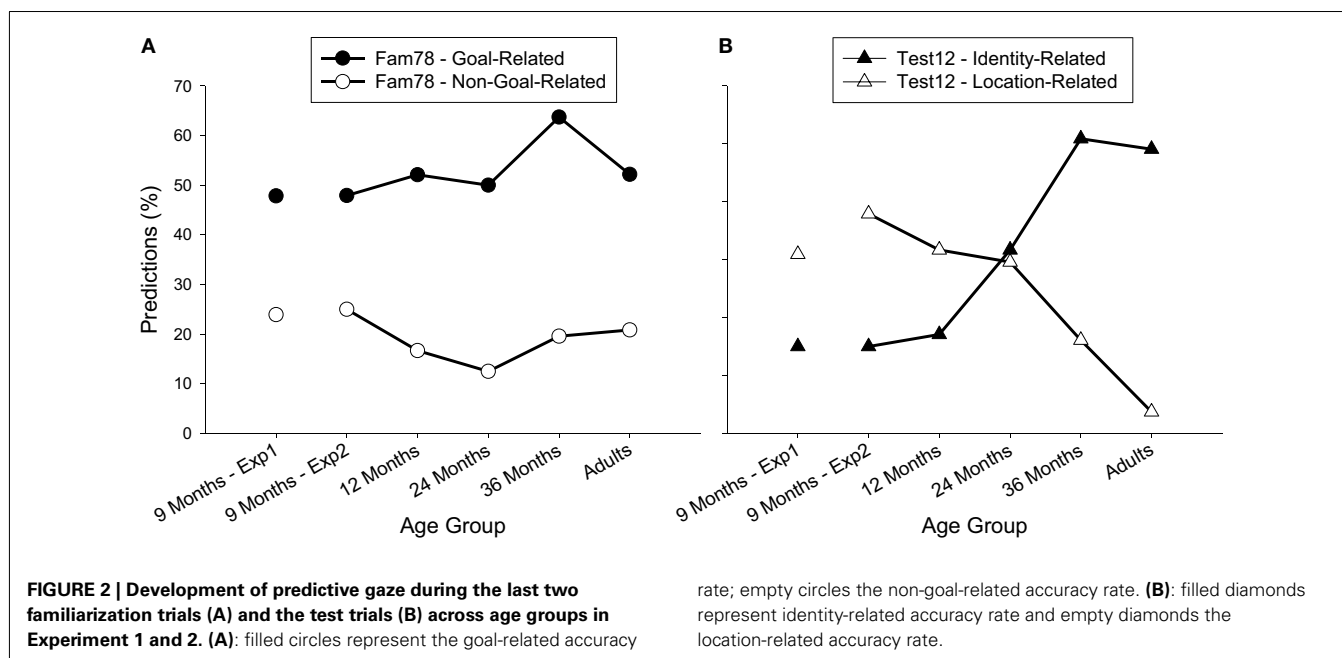 A
Fam78 - Goal-Related
Fam78 - Non-Goal-Related
70
60
50
40
30
20
10
0
Predictions (%)
9 Months - Exp1
9 Months - Exp2
12 Months
24 Months
36 Months
Adults
Age Group
B
Test12 - Identity-Related
Test12 - Location-Related
9 Months - Exp1
9 Months - Exp2
12 Months
24 Months
36 Months
Adults
Age Group
FIGURE 2 | Development of predictive gaze during the last two
familiarization trials (A) and the test trials (B) across age groups in
Experiment 1 and 2. (A): filled circles represent the goal-related accuracy
rate; empty circles the non-goal-related accuracy rate. (B): filled diamonds
represent identity-related accuracy rate and empty diamonds the
location-related accuracy rate.